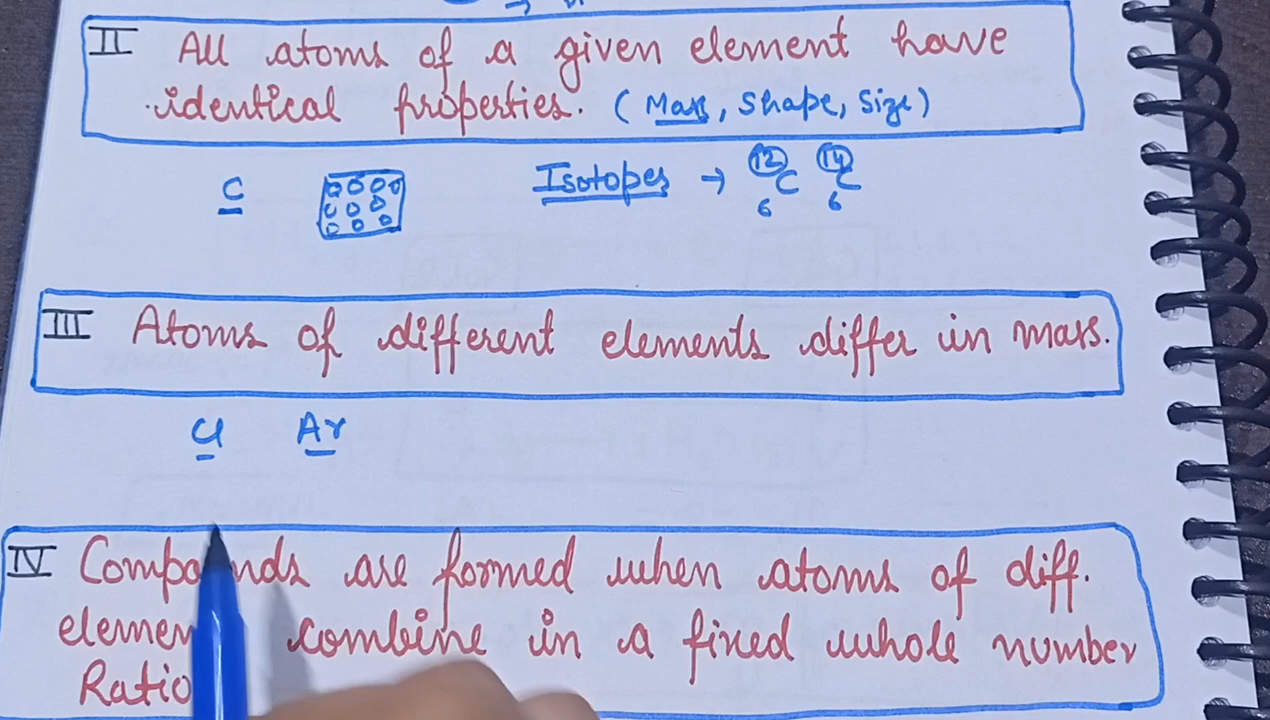 II All atoms of a given element have
identical properties. (Mass, Shape, Size)
C Isotopes → 12 C 6 14 C 6
III Atoms of different elements differ in mass.
Cl Ar
IV Compounds are formed when atoms of diff.
combine in a fixed whole number
Ratio